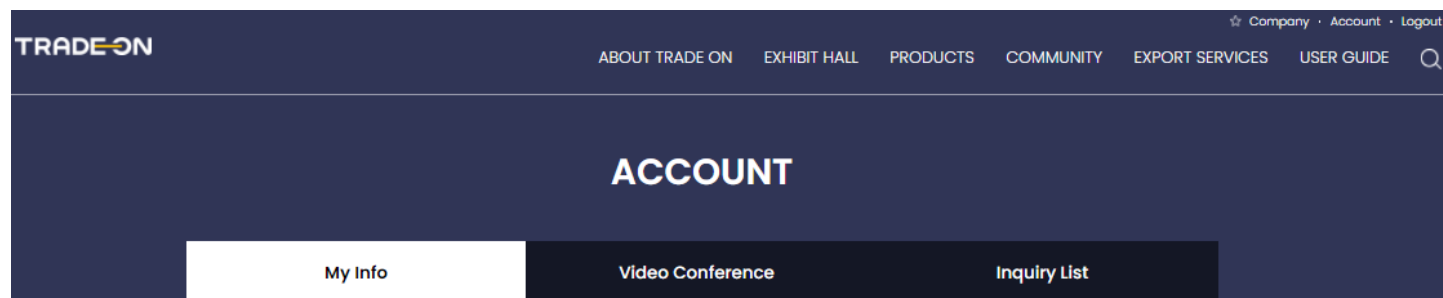 ☆ Company · Account · Logout
TRADE ON
ABOUT TRADE ON EXHIBIT HALL PRODUCTS COMMUNITY EXPORT SERVICES USER GUIDE
ACCOUNT
My Info Video Conference Inquiry List